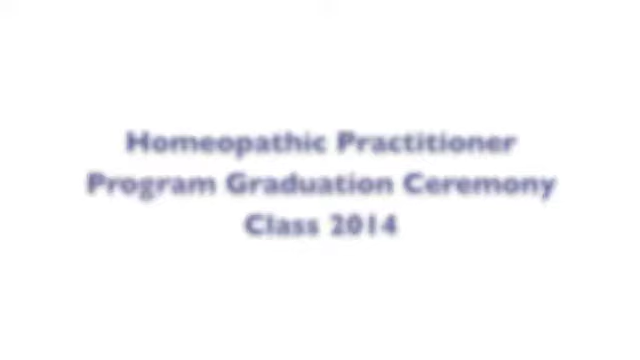 Homeopathic Practitioner
Program Graduation Ceremony
Class 2014